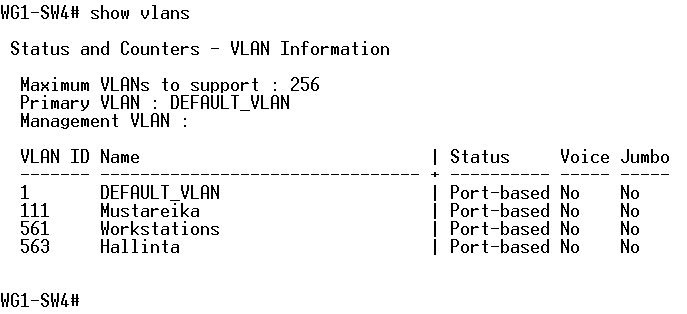 WG1-SW4# show vlans
Status and Counters - VLAN Information
Maximum VLANs to support : 256
Primary VLAN : DEFAULT_VLAN
Management VLAN :
VLAN ID Name                             | Status     Voice Jumbo
------- -------------------------------- + ---------- ----- -----
1       DEFAULT_VLAN                     | Port-based No    No
111     Mustareika                       | Port-based No    No
561     Workstations                     | Port-based No    No
563     Hallinta                         | Port-based No    No
WG1-SW4#